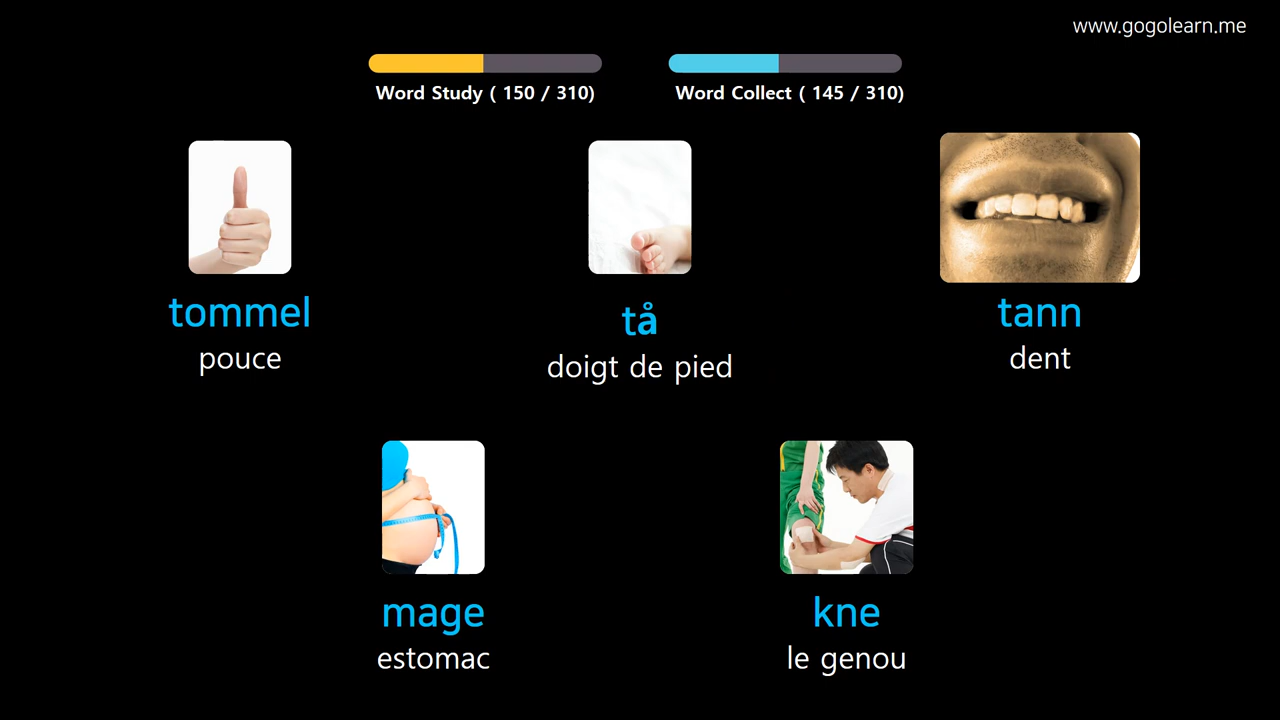 www.gogolearn.me
Word Study ( 150 / 310)
Word Collect ( 145 / 310)
tommel
pouce
tå
doigt de pied
tann
dent
mage
estomac
kne
le genou